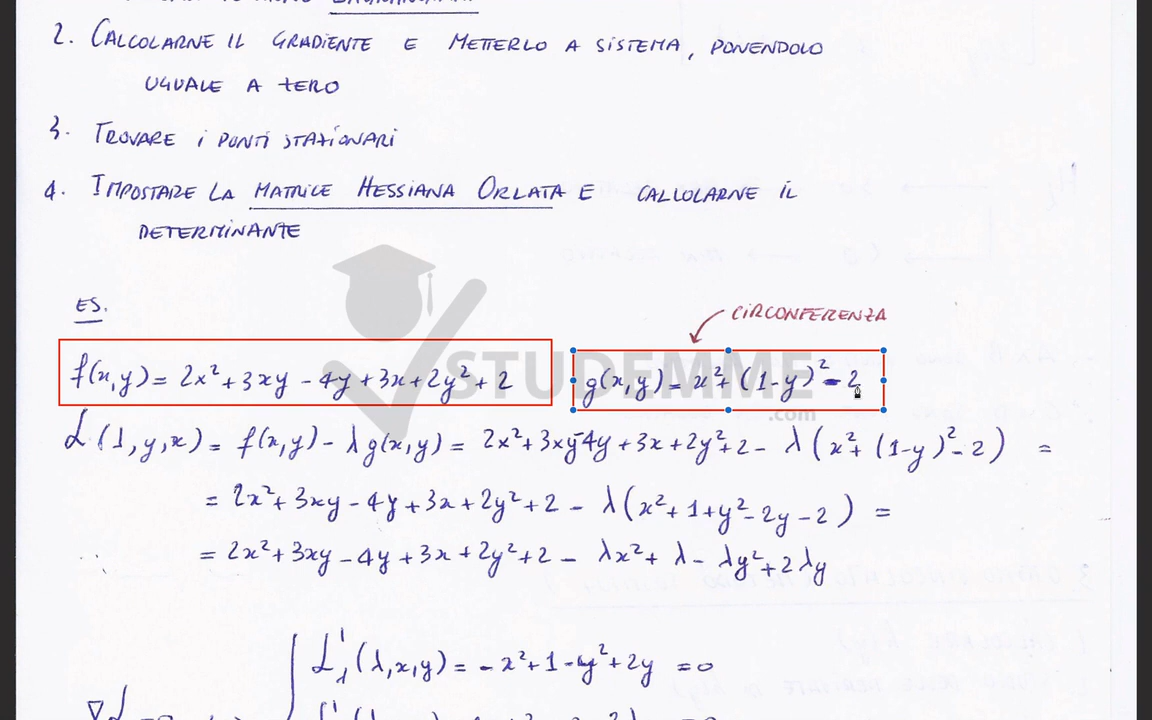 2. CALCOLARNE IL GRADIENTE E METTERLO A SISTEMA, PONENDOLO
UGUALE A ZERO
3. TROVARE I PUNTI STAZIONARI
4. IMPOSTARE LA MATRICE HESSIANA ORLATA E CALCOLARNE IL
DETERMINANTE
ES.
CIRCONFERENZA
f(x,y) = 2x²+3xy-4y+3x+2y²+2 g(x,y) = x²+(1-y)²-2
STUDEMME
.com
L(λ,y,x) = f(x,y) - λg(x,y) = 2x²+3xy-4y+3x+2y²+2 - λ(x²+(1-y)²-2) =
= 2x²+3xy-4y+3x+2y²+2 - λ(x²+1+y²-2y-2) =
= 2x²+3xy-4y+3x+2y²+2 - λx²+λ-λy²+2λy
L'λ(λ,x,y) = -x²+1-y²+2y =0
∇L